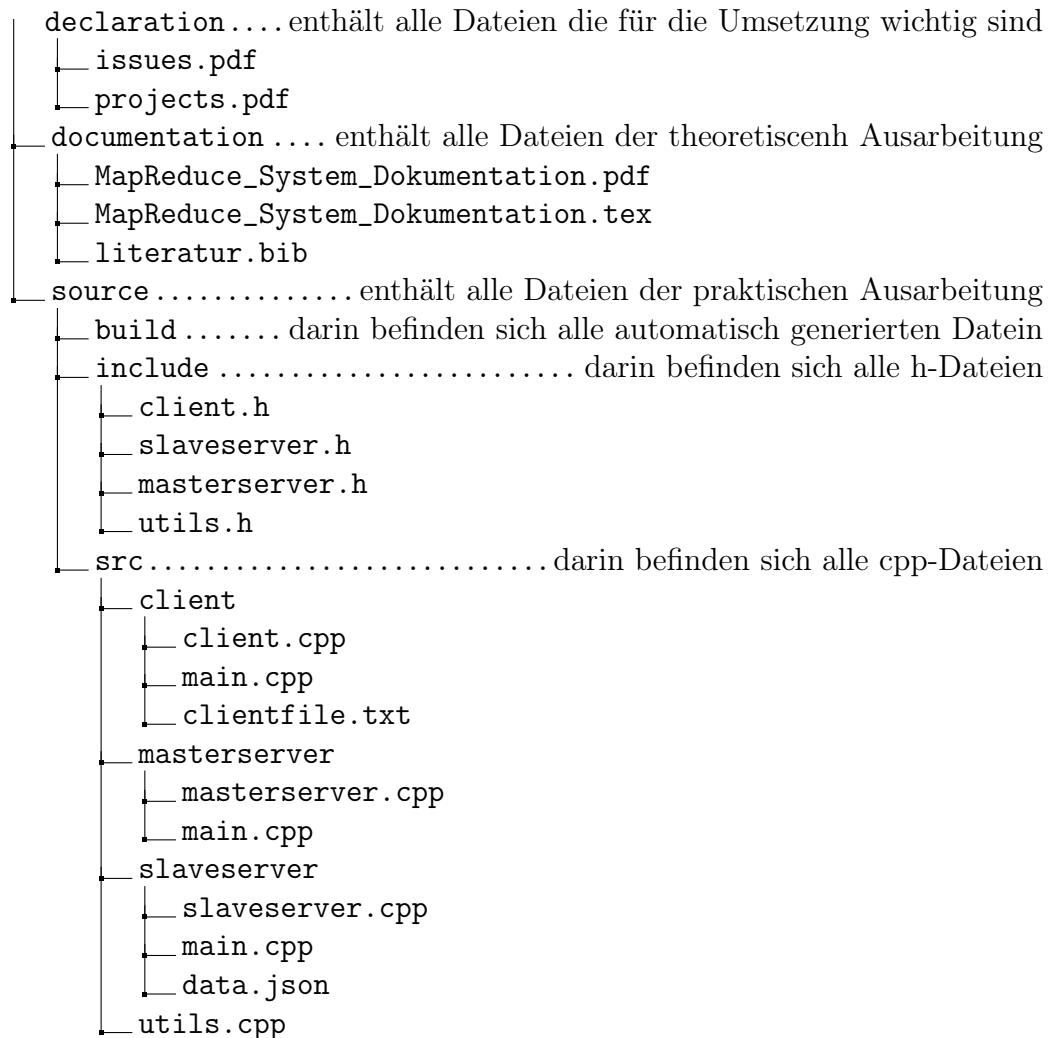 declaration....enthält alle Dateien die für die Umsetzung wichtig sind
issues.pdf
projects.pdf
documentation .... enthält alle Dateien der theoretiscenh Ausarbeitung
MapReduce_System_Dokumentation.pdf
MapReduce_System_Dokumentation.tex
literatur.bib
source..............enthält alle Dateien der praktischen Ausarbeitung
build....... darin befinden sich alle automatisch generierten Datein
include ......................... darin befinden sich alle h-Dateien
client.h
slaveserver.h
masterserver.h
utils.h
src............................darin befinden sich alle cpp-Dateien
client
client.cpp
main.cpp
clientfile.txt
masterserver
masterserver.cpp
main.cpp
slaveserver
slaveserver.cpp
main.cpp
data.json
utils.cpp